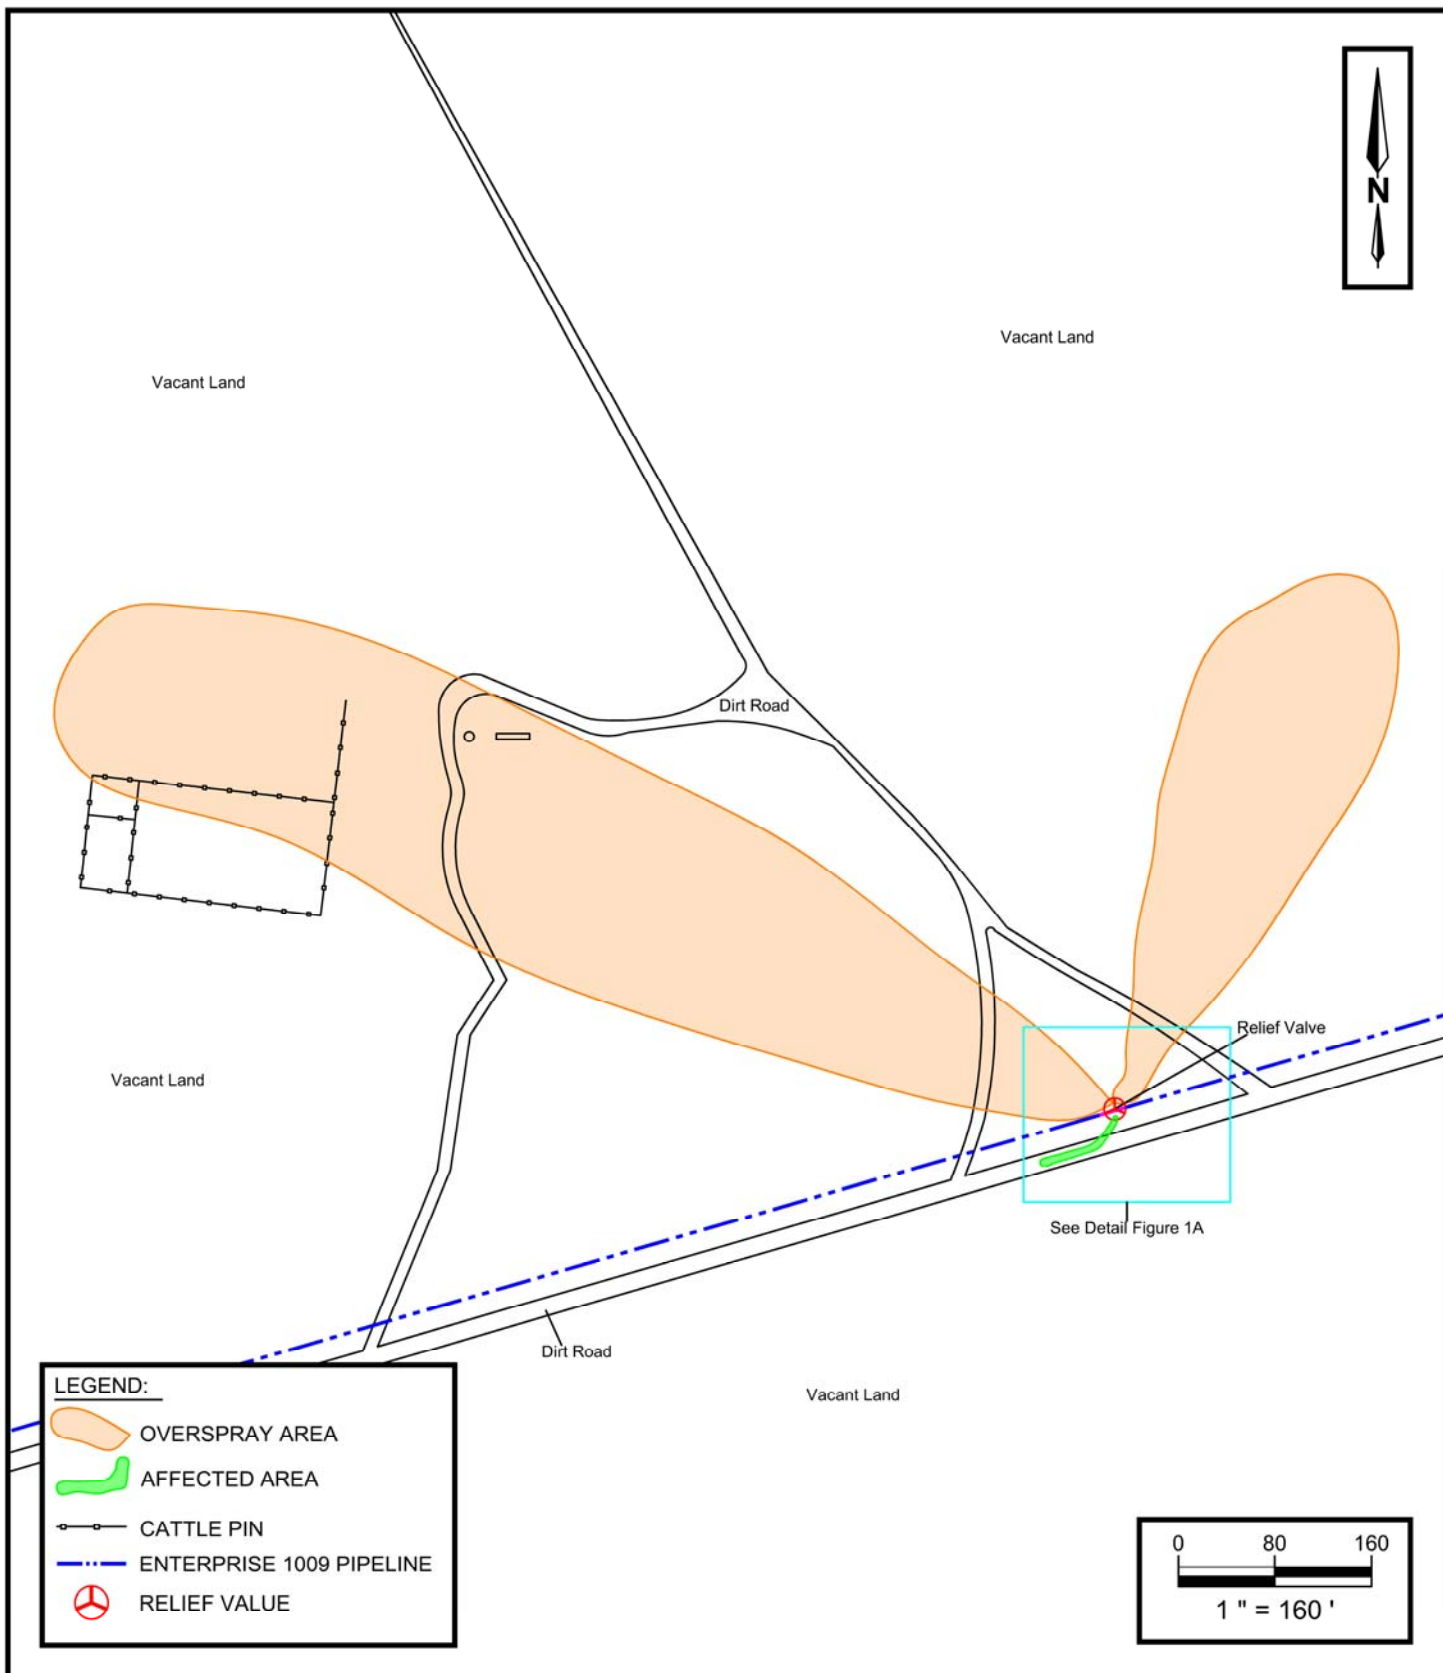 N
Vacant Land
Vacant Land
Dirt Road
Relief Valve
Vacant Land
See Detail Figure 1A
Dirt Road
Vacant Land
LEGEND:
OVERSPRAY AREA
AFFECTED AREA
CATTLE PIN
ENTERPRISE 1009 PIPELINE
RELIEF VALUE
0 80 160
1 " = 160 '